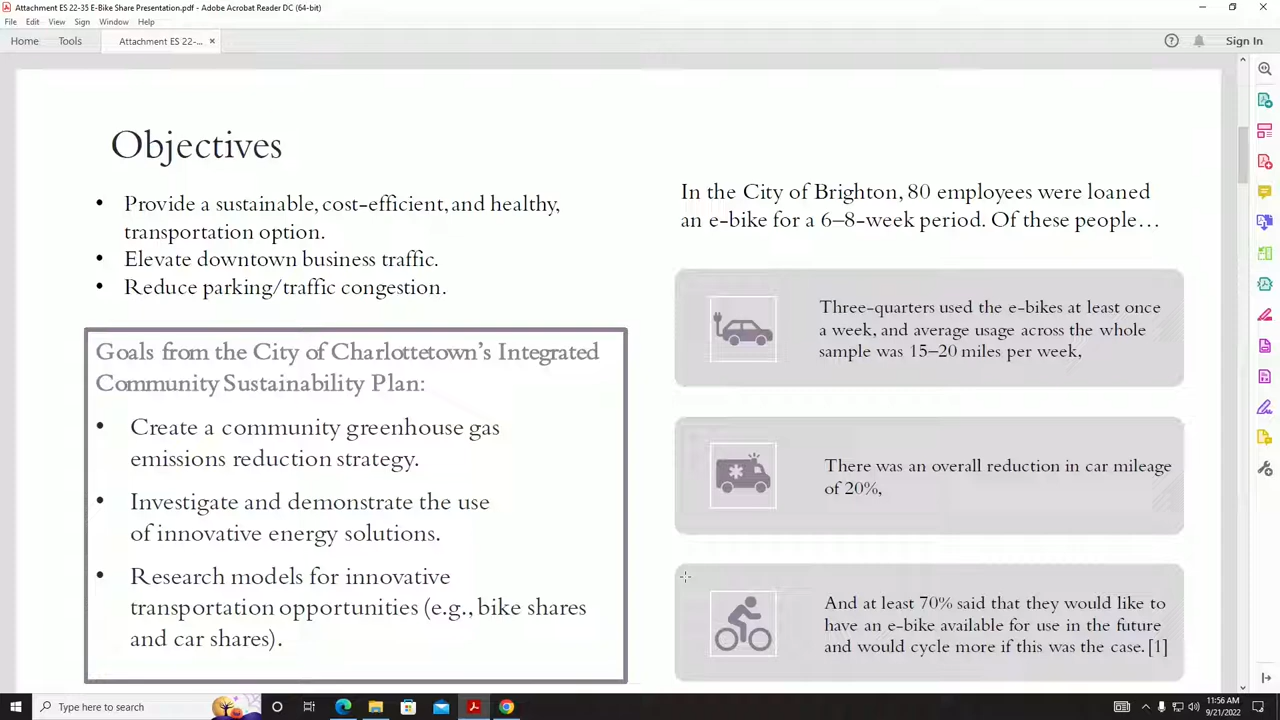 Attachment ES 22-35 E-Bike Share Presentation.pdf - Adobe Acrobat Reader DC (64-bit)
File Edit View Sign Window Help
Home Tools Attachment ES 22-... × Sign In
Objectives
• Provide a sustainable, cost-efficient, and healthy,
transportation option.
• Elevate downtown business traffic.
• Reduce parking/traffic congestion.
Goals from the City of Charlottetown's Integrated
Community Sustainability Plan:
• Create a community greenhouse gas
emissions reduction strategy.
• Investigate and demonstrate the use
of innovative energy solutions.
• Research models for innovative
transportation opportunities (e.g., bike shares
and car shares).
In the City of Brighton, 80 employees were loaned
an e-bike for a 6–8-week period. Of these people…
Three-quarters used the e-bikes at least once
a week, and average usage across the whole
sample was 15–20 miles per week,
There was an overall reduction in car mileage
of 20%,
And at least 70% said that they would like to
have an e-bike available for use in the future
and would cycle more if this was the case. [1]
Type here to search
11:56 AM
9/21/2022